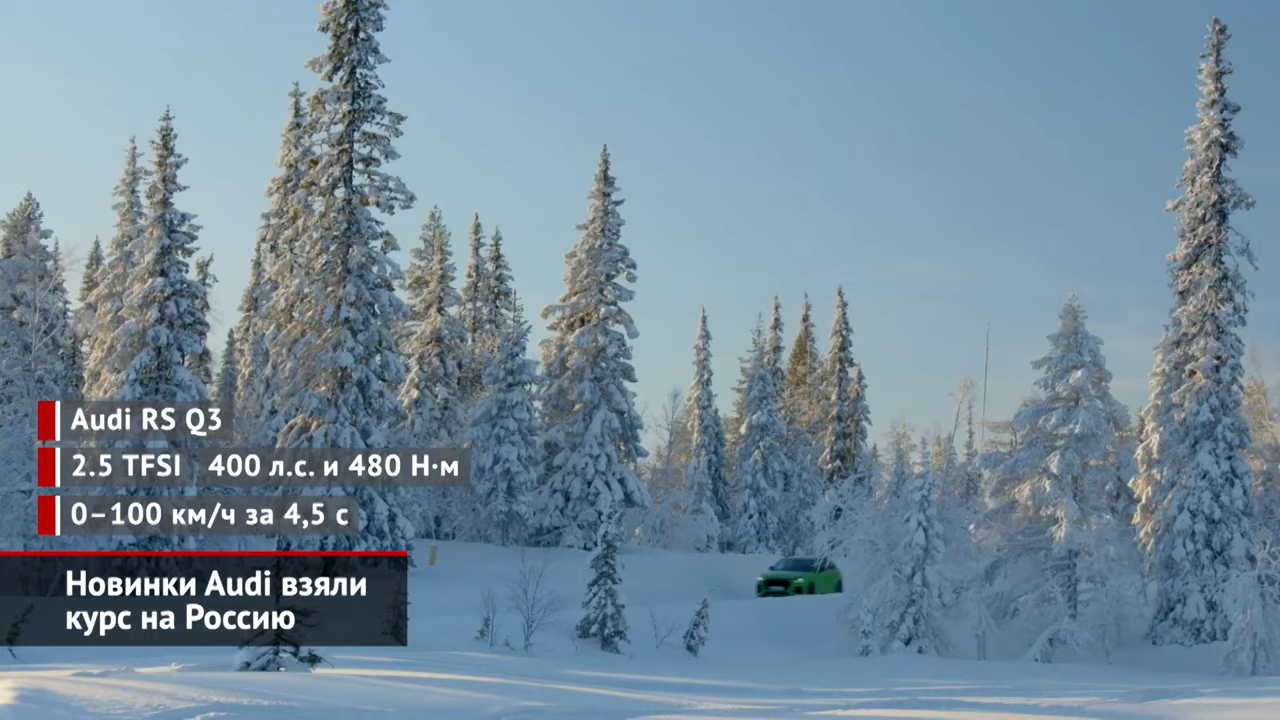 Audi RS Q3
2.5 TFSI 400 л.с. и 480 Н·м
0–100 км/ч за 4,5 с
Новинки Audi взяли
курс на Россию